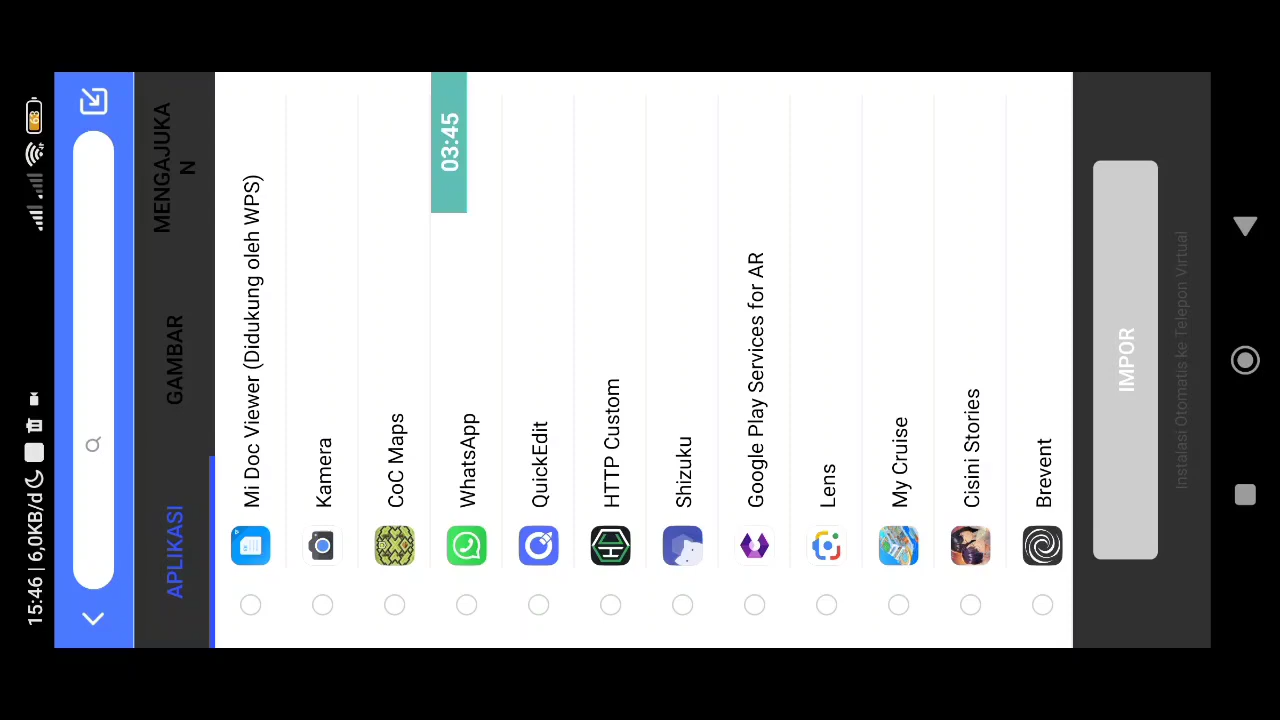 15:46 | 6,0KB/d
68
APLIKASI
GAMBAR
MENGAJUKA
N
Mi Doc Viewer (Didukung oleh WPS)
Kamera
CoC Maps
03:45
WhatsApp
QuickEdit
HTTP Custom
Shizuku
Google Play Services for AR
Lens
My Cruise
Cisini Stories
Brevent
IMPOR
Instalasi Otomatis ke Telepon Virtual